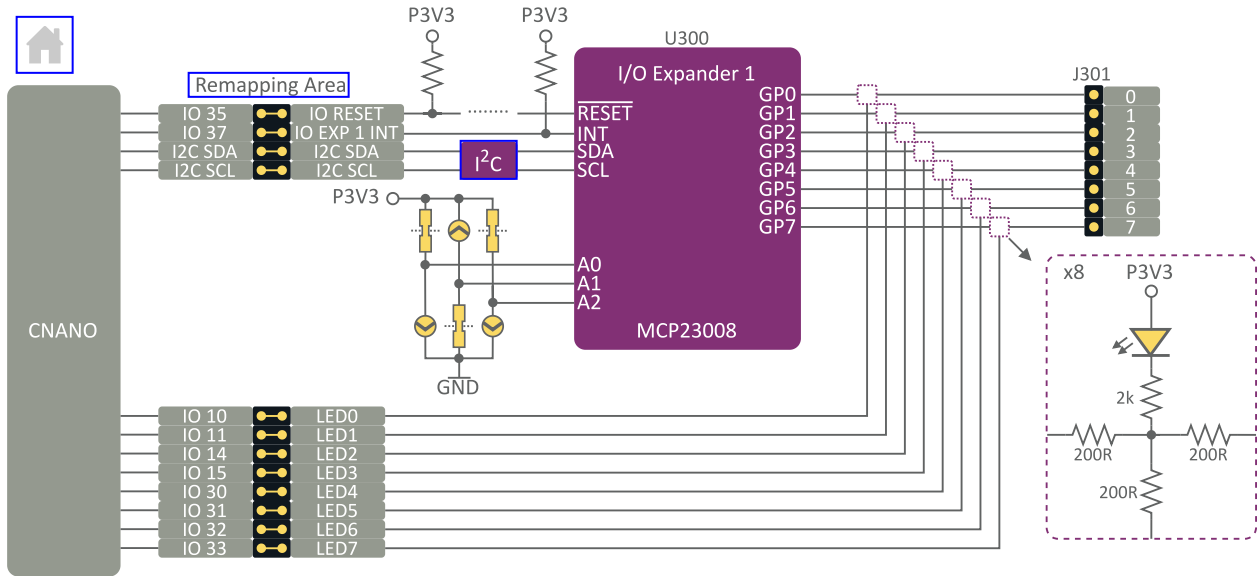 P3V3
P3V3
U300
I/O Expander 1
J301
Remapping Area
IO 35
IO RESET
RESET
GP0
0
IO 37
IO EXP 1 INT
INT
GP1
1
I2C SDA
I2C SDA
SDA
GP2
2
I2C SCL
I2C SCL
I²C
SCL
GP3
3
GP4
4
GP5
5
GP6
6
GP7
7
P3V3
A0
A1
A2
MCP23008
CNANO
GND
x8
P3V3
2k
200R
200R
200R
IO 10
LED0
IO 11
LED1
IO 14
LED2
IO 15
LED3
IO 30
LED4
IO 31
LED5
IO 32
LED6
IO 33
LED7